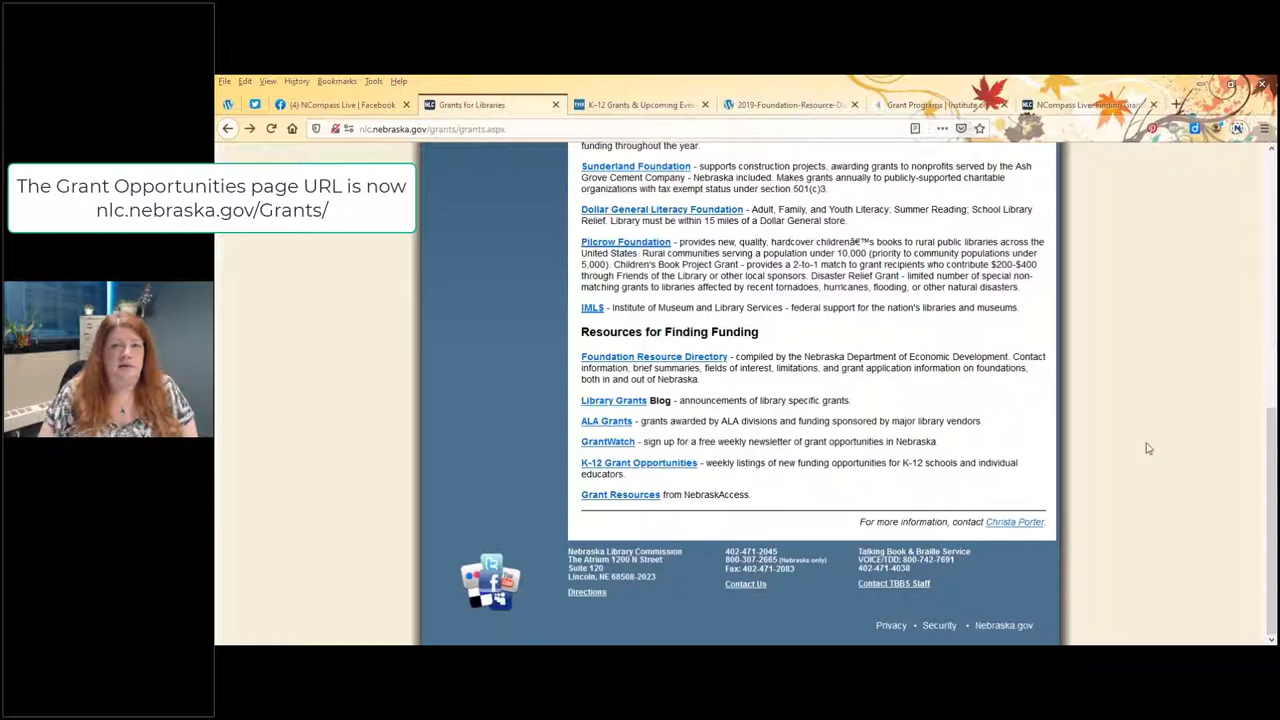 File Edit View History Bookmarks Tools Help
(4) NCompass Live | Facebook
Grants for Libraries
K–12 Grants & Upcoming Eve
2019-Foundation-Resource-D
Grant Programs | Institute o
NCompass Live: Finding Grant
nlc.nebraska.gov/grants/grants.aspx
The Grant Opportunities page URL is now
nlc.nebraska.gov/Grants/
funding throughout the year.
Sunderland Foundation - supports construction projects, awarding grants to nonprofits served by the Ash
Grove Cement Company - Nebraska included. Makes grants annually to publicly-supported charitable
organizations with tax exempt status under section 501(c)3.
Dollar General Literacy Foundation - Adult, Family, and Youth Literacy; Summer Reading; School Library
Relief. Library must be within 15 miles of a Dollar General store.
Pilcrow Foundation - provides new, quality, hardcover childrenâ€™s books to rural public libraries across the
United States. Rural communities serving a population under 10,000 (priority to community populations under
5,000). Children's Book Project Grant - provides a 2-to-1 match to grant recipients who contribute $200-$400
through Friends of the Library or other local sponsors. Disaster Relief Grant - limited number of special non-
matching grants to libraries affected by recent tornadoes, hurricanes, flooding, or other natural disasters.
IMLS - Institute of Museum and Library Services - federal support for the nation's libraries and museums.
Resources for Finding Funding
Foundation Resource Directory - compiled by the Nebraska Department of Economic Development. Contact
information, brief summaries, fields of interest, limitations, and grant application information on foundations,
both in and out of Nebraska.
Library Grants Blog - announcements of library specific grants.
ALA Grants - grants awarded by ALA divisions and funding sponsored by major library vendors.
GrantWatch - sign up for a free weekly newsletter of grant opportunities in Nebraska.
K-12 Grant Opportunities - weekly listings of new funding opportunities for K-12 schools and individual
educators.
Grant Resources from NebraskAccess.
For more information, contact Christa Porter.
Nebraska Library Commission
The Atrium 1200 N Street
Suite 120
Lincoln, NE 68508-2023
Directions
402-471-2045
800-307-2665 (Nebraska only)
Fax: 402-471-2083
Contact Us
Talking Book & Braille Service
VOICE/TDD: 800-742-7691
402-471-4038
Contact TBBS Staff
Privacy • Security • Nebraska.gov